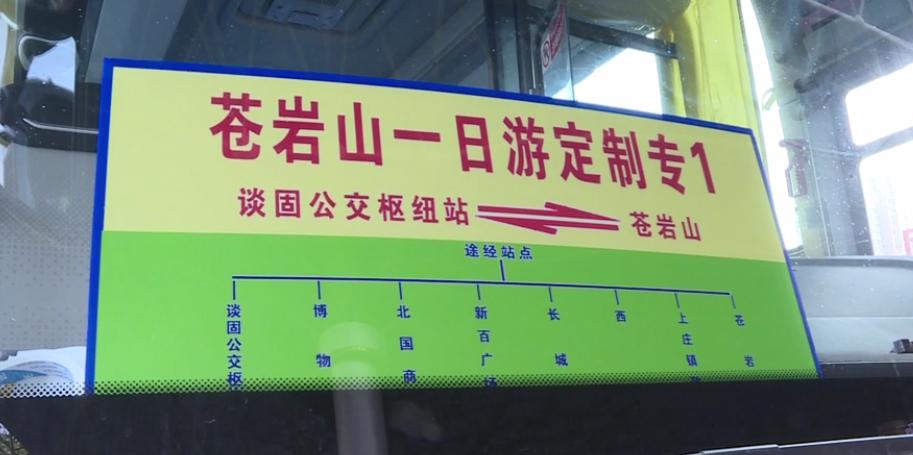 苍岩山一日游定制专1
谈固公交枢纽站 苍岩山
途经站点
谈固公交枢
博物
北国商
新百广场
长城
西
上庄镇
苍岩